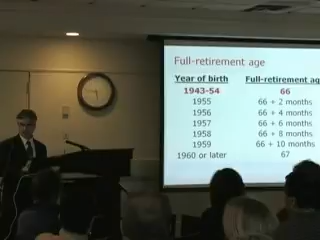 Full-retirement age
Year of birth Full-retirement age
1943-54 66
1955 66 + 2 months
1956 66 + 4 months
1957 66 + 6 months
1958 66 + 8 months
1959 66 + 10 months
1960 or later 67